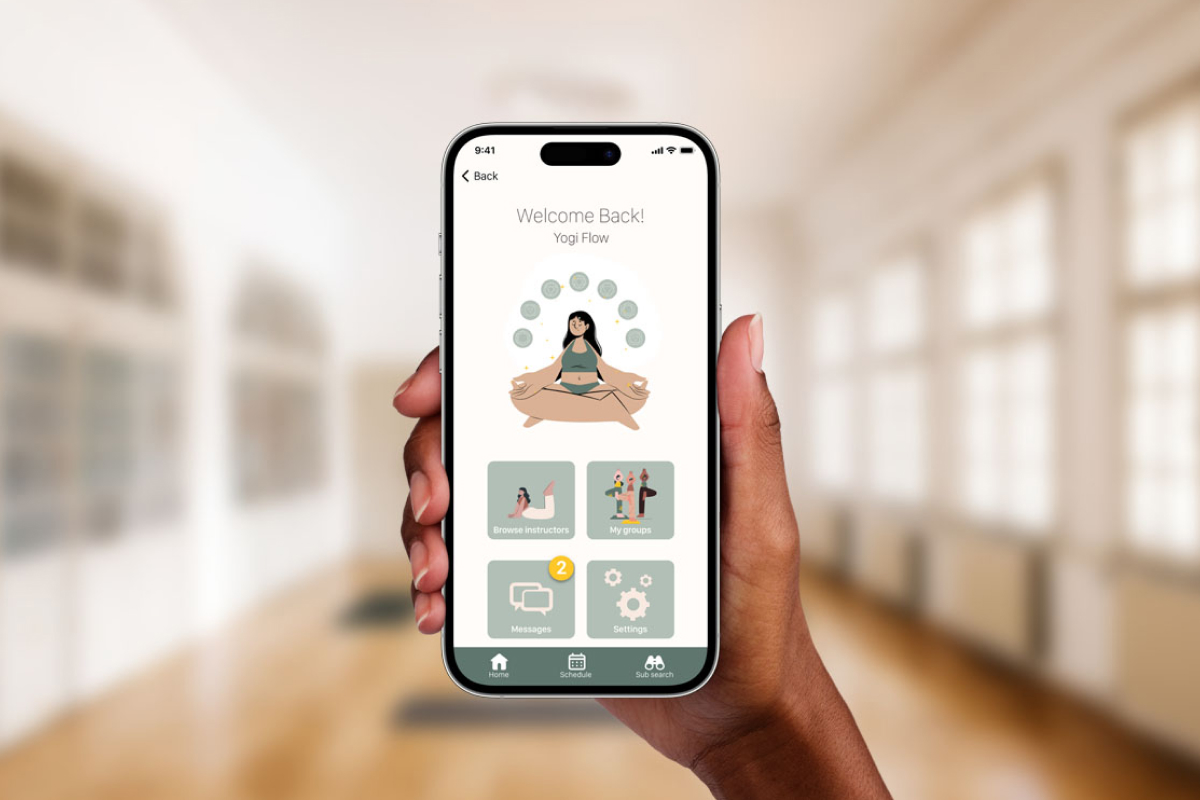 9:41
Back
Welcome Back!
Yogi Flow
Browse instructors
My groups
2
Messages
Settings
Home
Schedule
Sub search